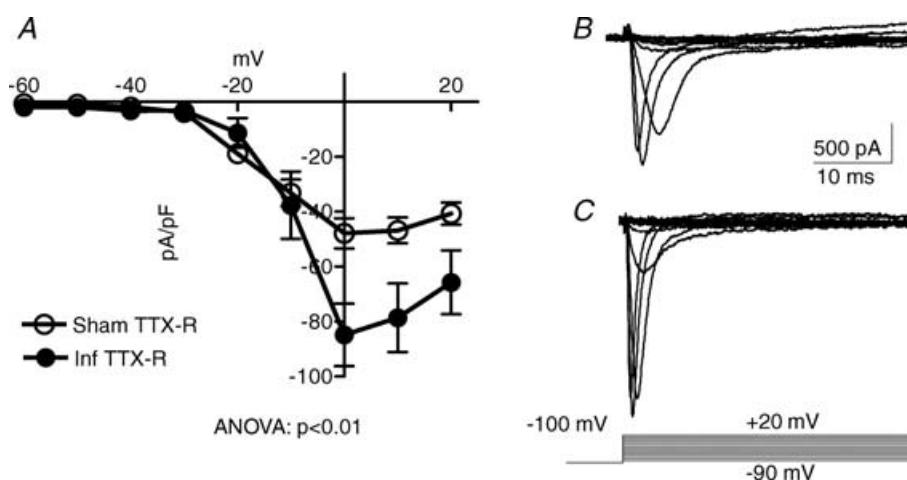 A
mV
-60
-40
-20
20
-20
-40
-60
-80
-100
pA/pF
Sham TTX-R
Inf TTX-R
ANOVA: p<0.01
B
500 pA
10 ms
C
-100 mV
+20 mV
-90 mV